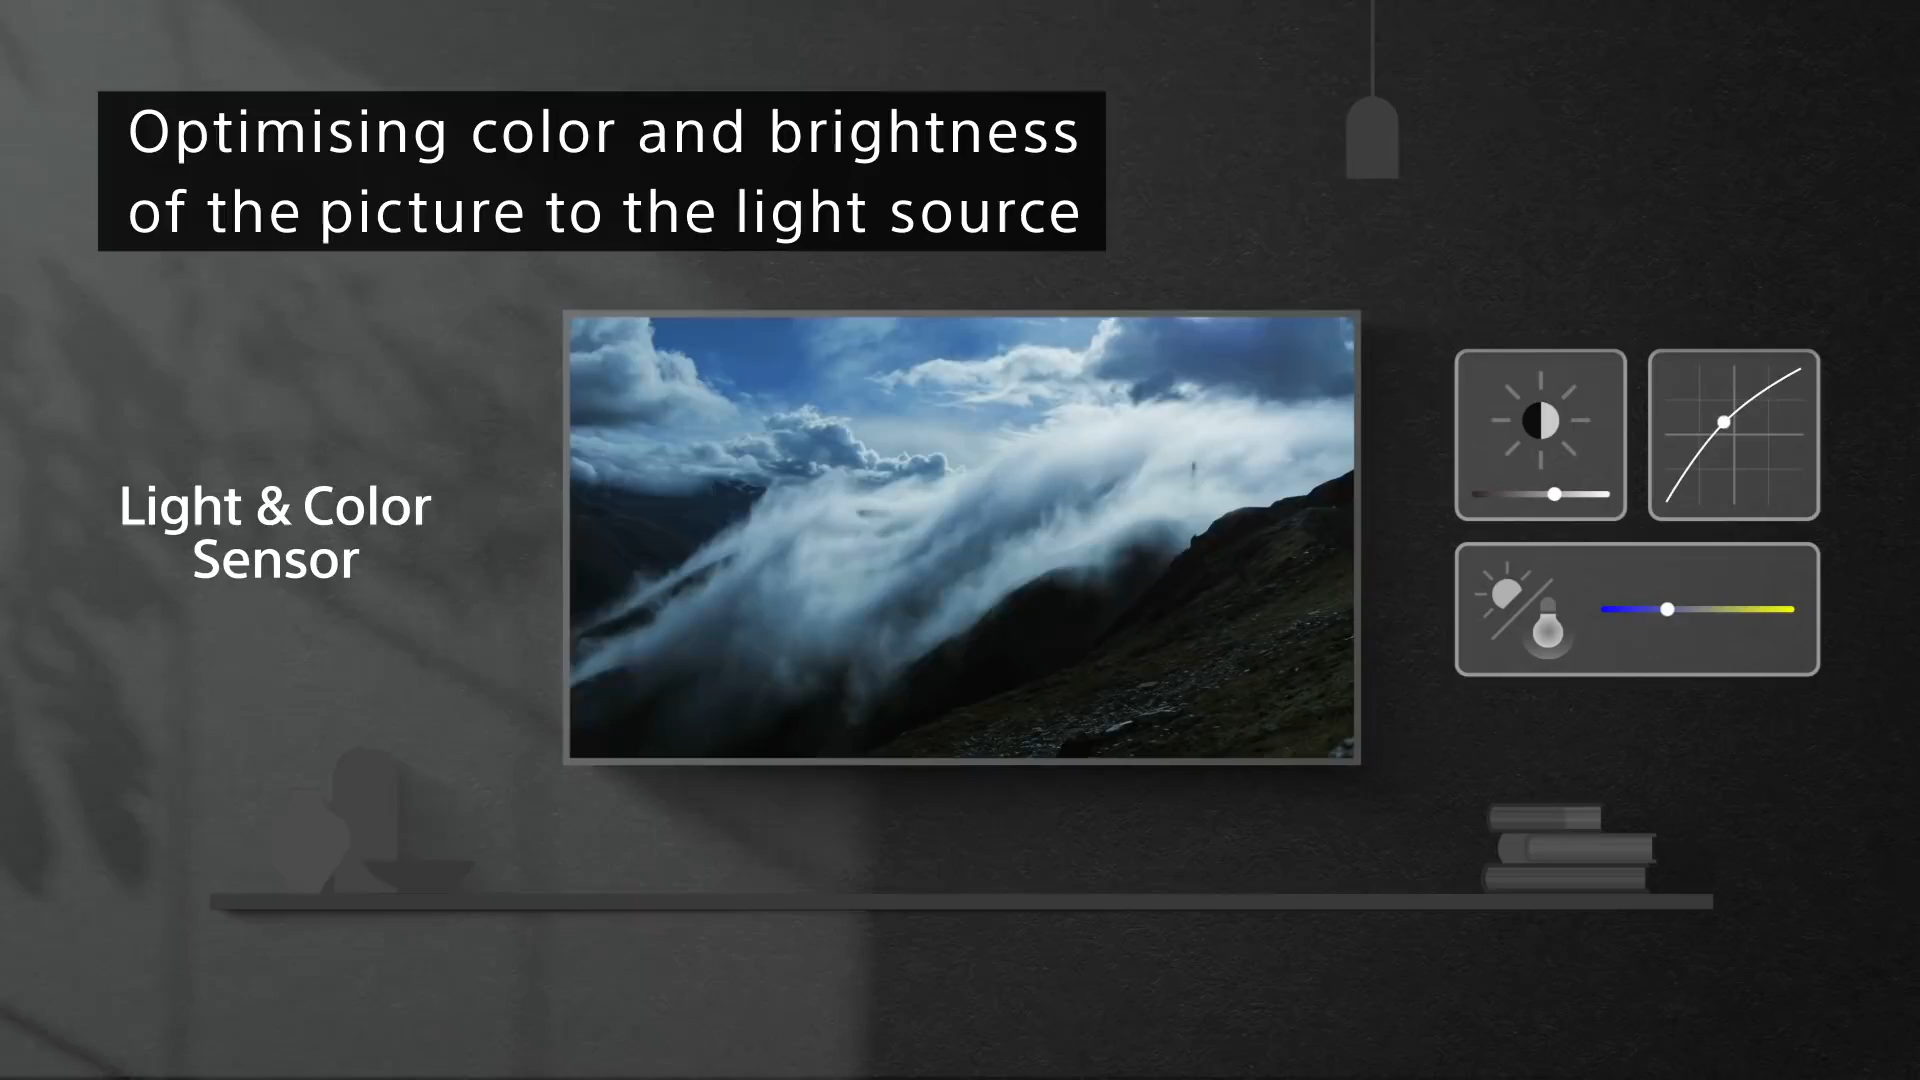 Optimising color and brightness
of the picture to the light source
Light & Color
Sensor